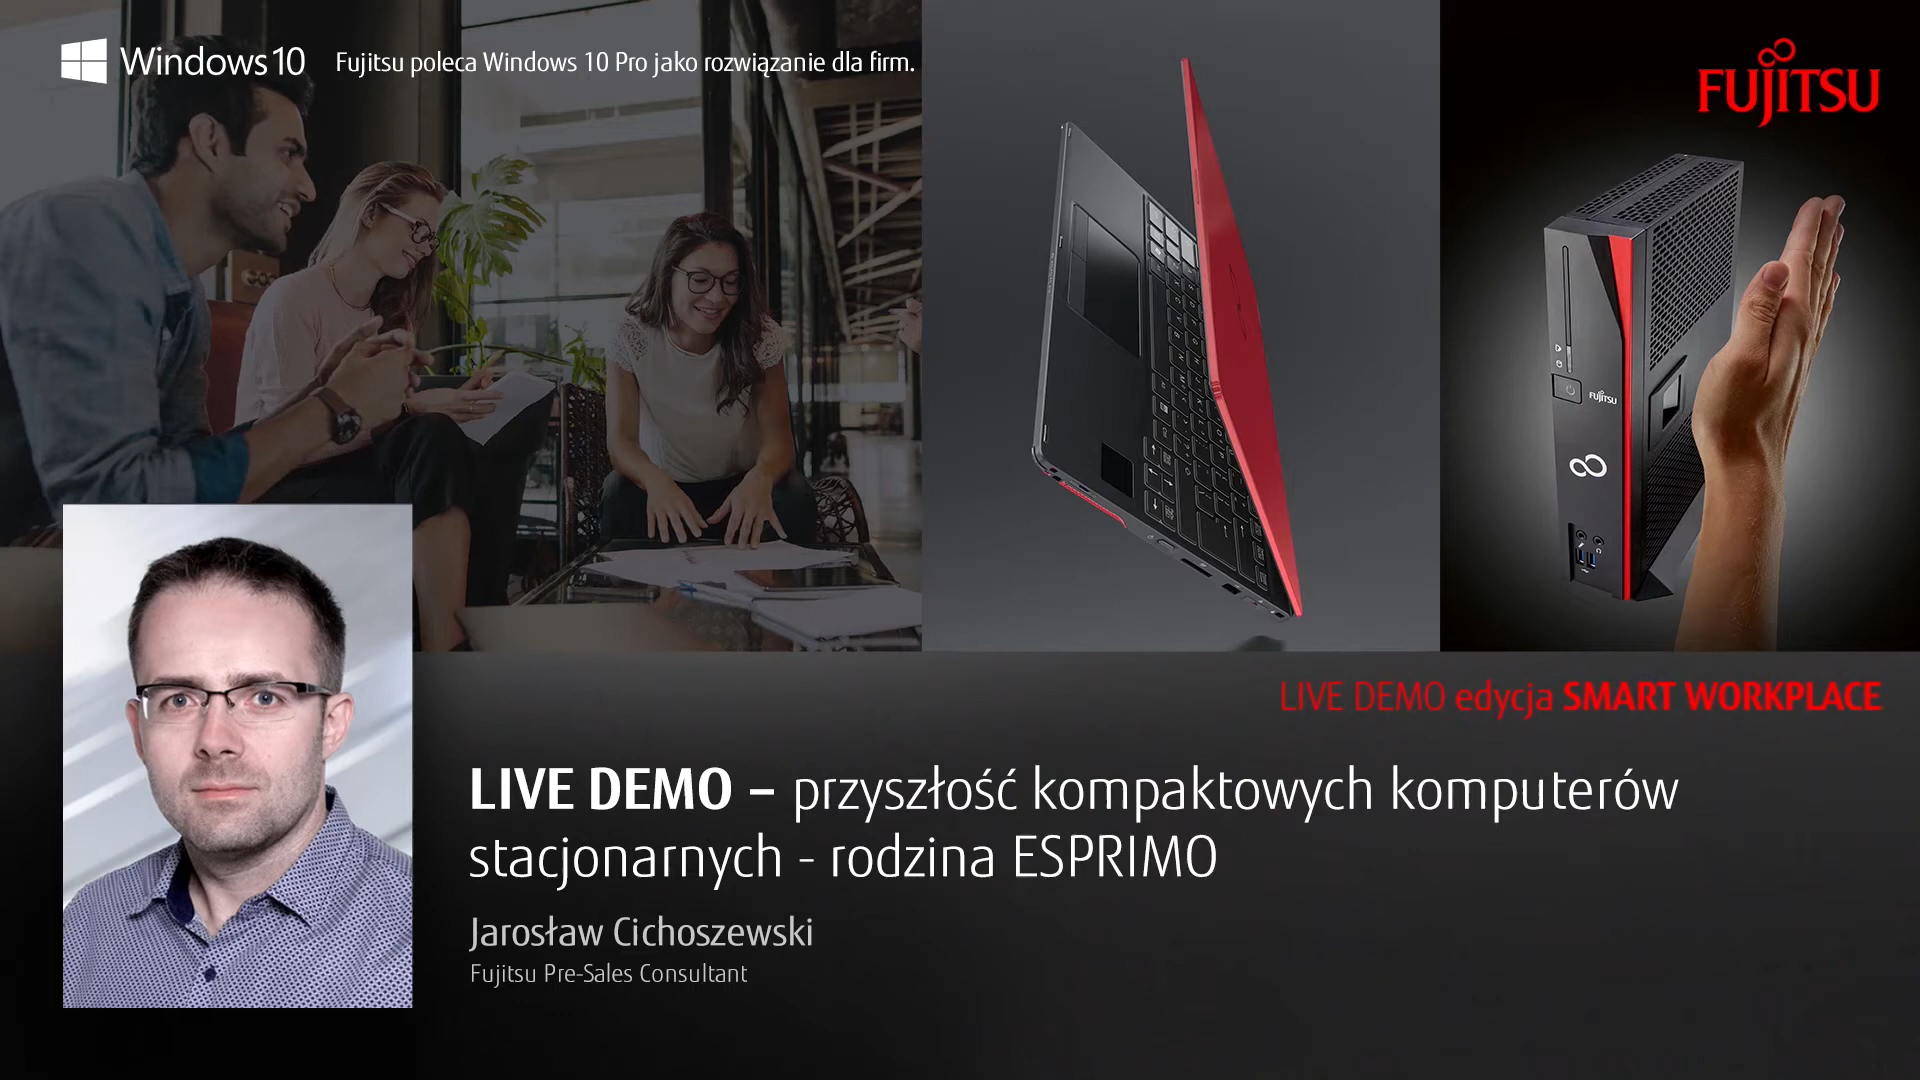 Windows 10
Fujitsu poleca Windows 10 Pro jako rozwiązanie dla firm.
FUJITSU
FUJITSU
LIVE DEMO edycja SMART WORKPLACE
LIVE DEMO – przyszłość kompaktowych komputerów
stacjonarnych - rodzina ESPRIMO
Jarosław Cichoszewski
Fujitsu Pre-Sales Consultant